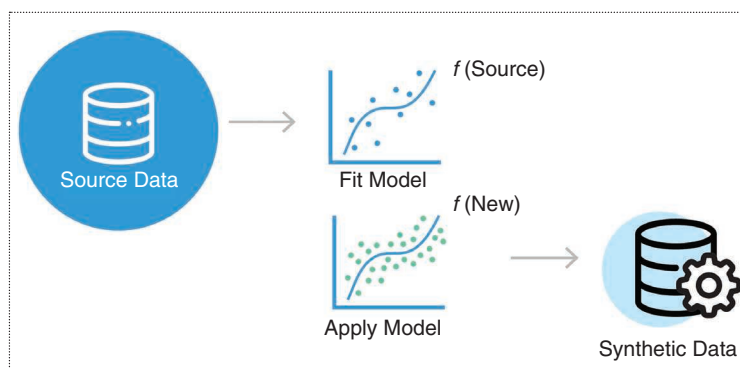 f (Source)
Source Data
Fit Model
f (New)
Apply Model
Synthetic Data